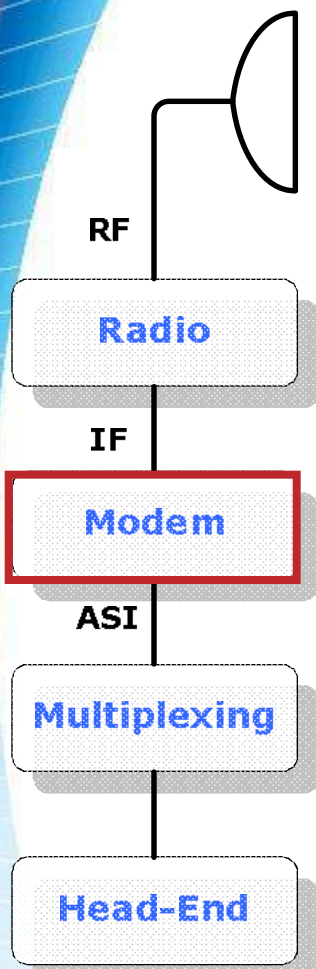 RF
Radio
IF
Modem
ASI
Multiplexing
Head-End